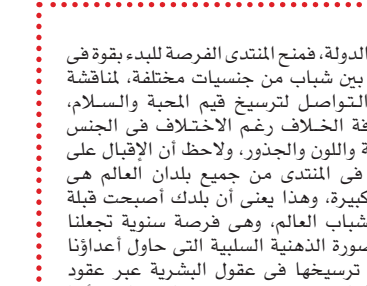 الدولة، فمنح المنتدى الفرصة للبدء بقوة فى
بين شباب من جنسيات مختلفة، لمناقشة
التواصل لترسيخ قيم المحبة والسلام،
فة الخلاف رغم الاختلاف فى الجنس
ة واللون والجذور، ولاحظ أن الإقبال على
فى المنتدى من جميع بلدان العالم هى
كبيرة، وهذا يعنى أن بلدك أصبحت قبلة
شباب العالم، وهى فرصة سنوية تجعلنا
صورة الذهنية السلبية التى حاول أعداؤنا
ترسيخها فى عقول البشرية عبر عقود